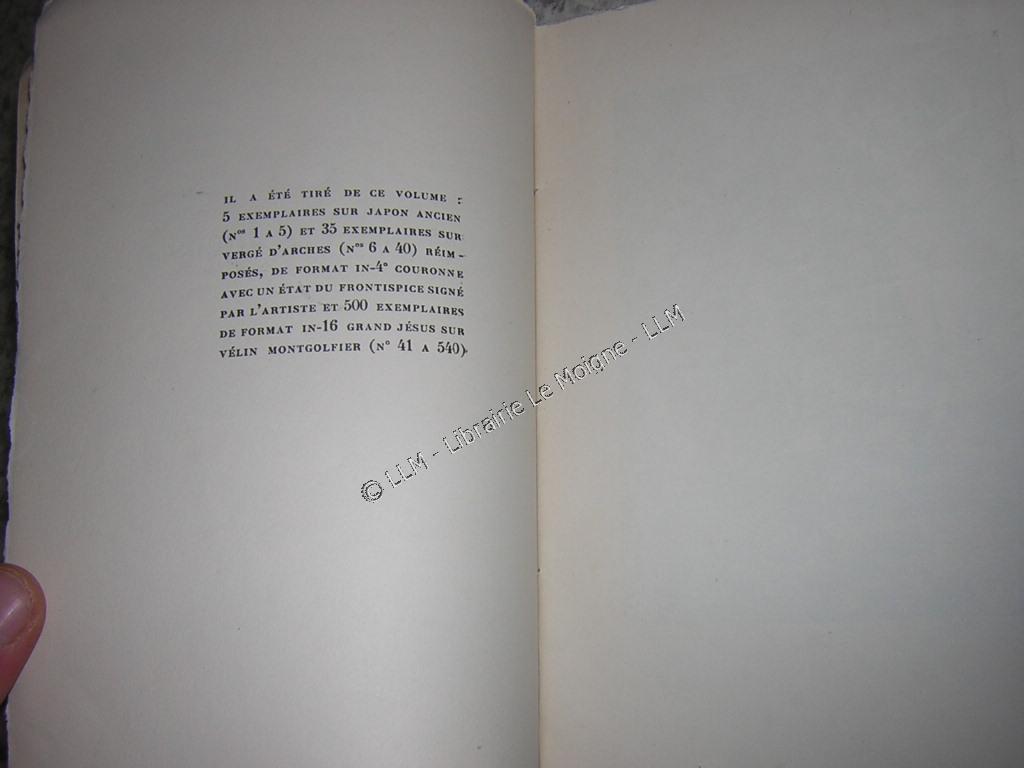 IL A ÉTÉ TIRÉ DE CE VOLUME :
5 EXEMPLAIRES SUR JAPON ANCIEN
(Nos 1 A 5) ET 35 EXEMPLAIRES SUR
VERGÉ D'ARCHES (Nos 6 A 40) RÉIM-
POSÉS, DE FORMAT IN-4° COURONNE
AVEC UN ÉTAT DU FRONTISPICE SIGNÉ
PAR L'ARTISTE ET 500 EXEMPLAIRES
DE FORMAT IN-16 GRAND JÉSUS SUR
VÉLIN MONTGOLFIER (N° 41 A 540).
© LLM - Librairie Le Moigne - LLM